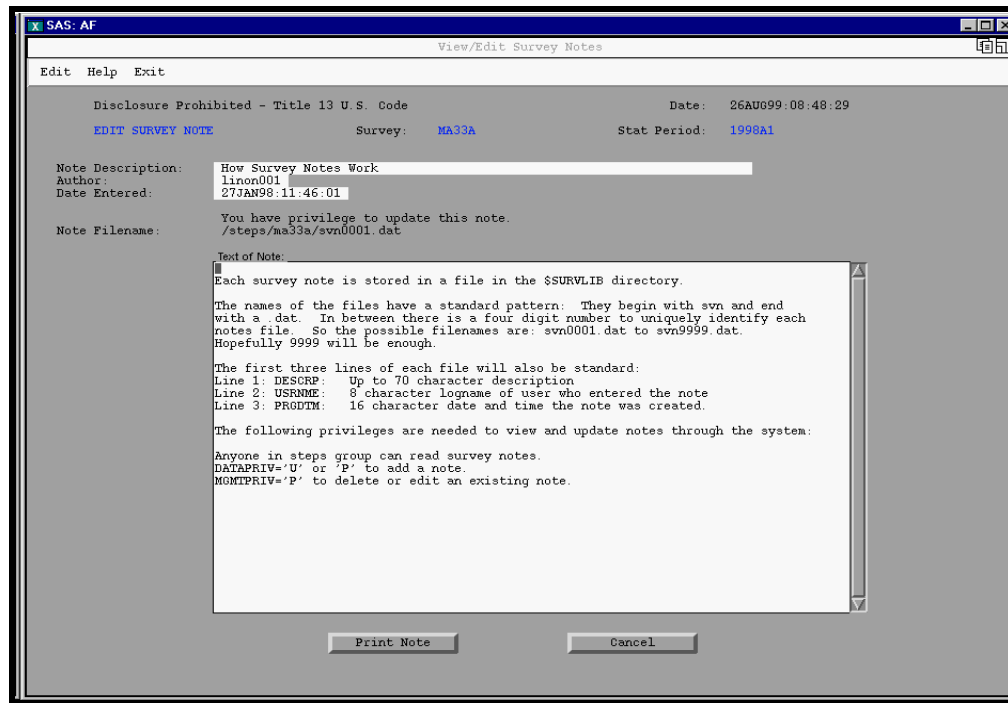 SAS: AF
View/Edit Survey Notes
Edit Help Exit
Disclosure Prohibited - Title 13 U.S. Code Date: 26AUG99:08:48:29
EDIT SURVEY NOTE Survey: MA33A Stat Period: 1998A1
Note Description: How Survey Notes Work
Author: linon001
Date Entered: 27JAN98:11:46:01
You have privilege to update this note.
Note Filename: /steps/ma33a/svn0001.dat
Text of Note:
Each survey note is stored in a file in the $SURVLIB directory.
The names of the files have a standard pattern: They begin with svn and end
with a .dat. In between there is a four digit number to uniquely identify each
notes file. So the possible filenames are: svn0001.dat to svn9999.dat.
Hopefully 9999 will be enough.
The first three lines of each file will also be standard:
Line 1: DESCRP: Up to 70 character description
Line 2: USRNME: 8 character logname of user who entered the note
Line 3: PRGDTM: 16 character date and time the note was created.
The following privileges are needed to view and update notes through the system:
Anyone in steps group can read survey notes.
DATAPRIV='U' or 'P' to add a note.
MGMTPRIV='P' to delete or edit an existing note.
Print Note Cancel